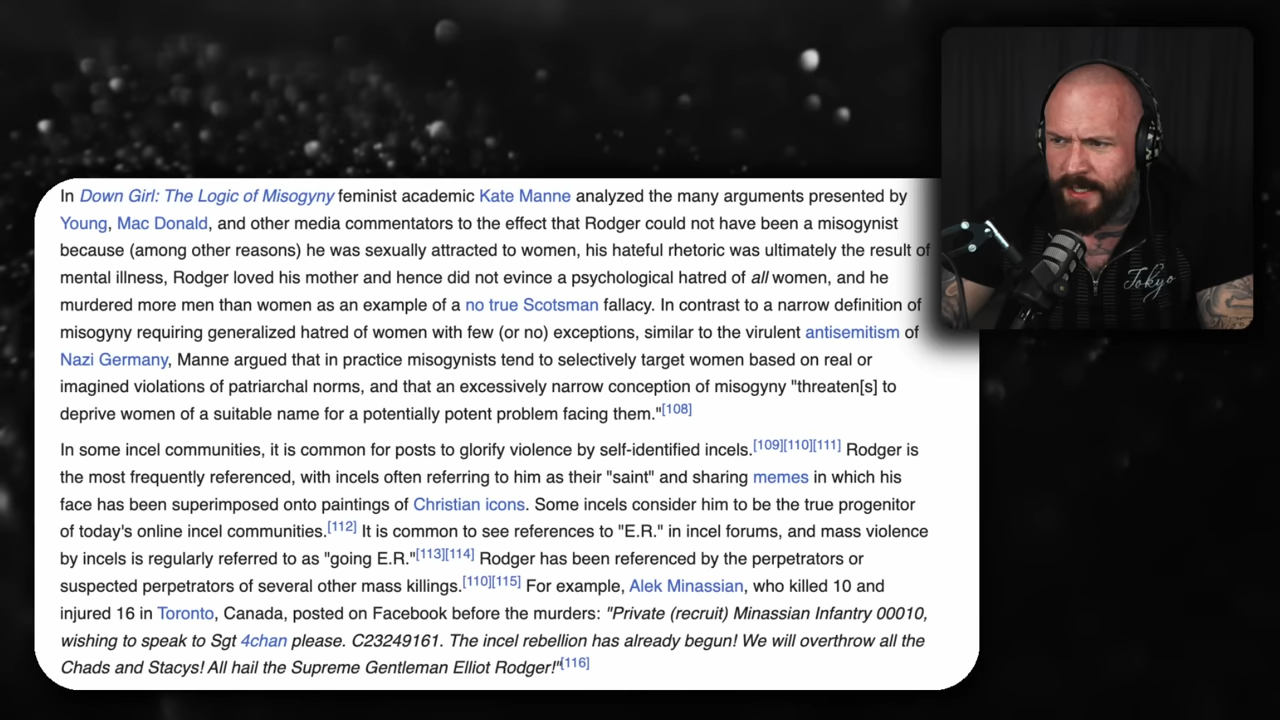 In Down Girl: The Logic of Misogyny feminist academic Kate Manne analyzed the many arguments presented by
Young, Mac Donald, and other media commentators to the effect that Rodger could not have been a misogynist
because (among other reasons) he was sexually attracted to women, his hateful rhetoric was ultimately the result of
mental illness, Rodger loved his mother and hence did not evince a psychological hatred of all women, and he
murdered more men than women as an example of a no true Scotsman fallacy. In contrast to a narrow definition of
misogyny requiring generalized hatred of women with few (or no) exceptions, similar to the virulent antisemitism of
Nazi Germany, Manne argued that in practice misogynists tend to selectively target women based on real or
imagined violations of patriarchal norms, and that an excessively narrow conception of misogyny "threaten[s] to
deprive women of a suitable name for a potentially potent problem facing them."[108]
In some incel communities, it is common for posts to glorify violence by self-identified incels.[109][110][111] Rodger is
the most frequently referenced, with incels often referring to him as their "saint" and sharing memes in which his
face has been superimposed onto paintings of Christian icons. Some incels consider him to be the true progenitor
of today's online incel communities.[112] It is common to see references to "E.R." in incel forums, and mass violence
by incels is regularly referred to as "going E.R."[113][114] Rodger has been referenced by the perpetrators or
suspected perpetrators of several other mass killings.[110][115] For example, Alek Minassian, who killed 10 and
injured 16 in Toronto, Canada, posted on Facebook before the murders: "Private (recruit) Minassian Infantry 00010,
wishing to speak to Sgt 4chan please. C23249161. The incel rebellion has already begun! We will overthrow all the
Chads and Stacys! All hail the Supreme Gentleman Elliot Rodger!"[116]
Tokyo